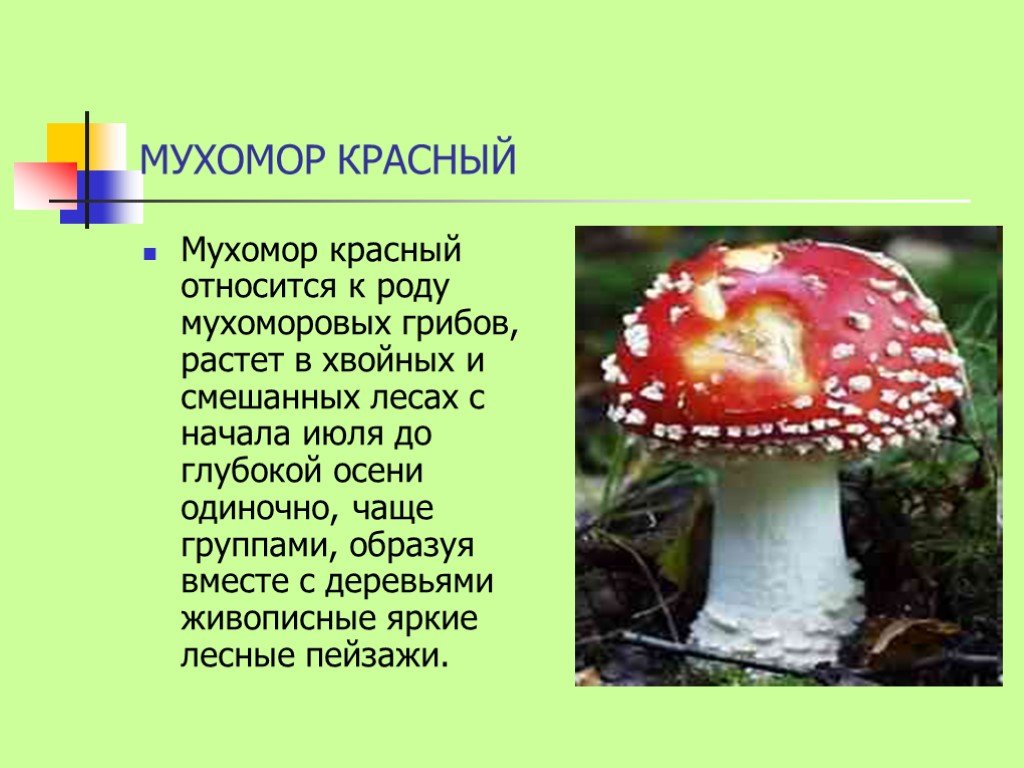 МУХОМОР КРАСНЫЙ
Мухомор красный
относится к роду
мухоморовых грибов,
растет в хвойных и
смешанных лесах с
начала июля до
глубокой осени
одиночно, чаще
группами, образуя
вместе с деревьями
живописные яркие
лесные пейзажи.